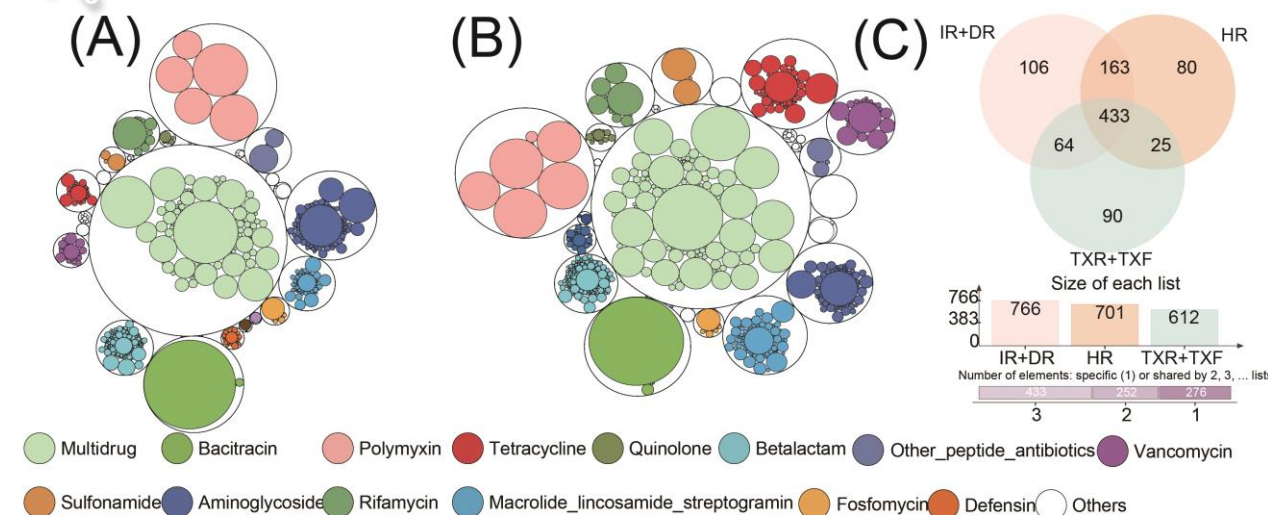 (A)
(B)
(C)
IR+DR
HR
106
163
80
433
64
25
90
TXR+TXF
Size of each list
766
383
0
766
701
612
IR+DR HR TXR+TXF
Number of elements: specific (1) or shared by 2, 3, ... lists
433 252 276
3 2 1
Multidrug Bacitracin Polymyxin Tetracycline Quinolone Betalactam Other_peptide_antibiotics Vancomycin
Sulfonamide Aminoglycoside Rifamycin Macrolide_lincosamide_streptogramin Fosfomycin Defensin Others